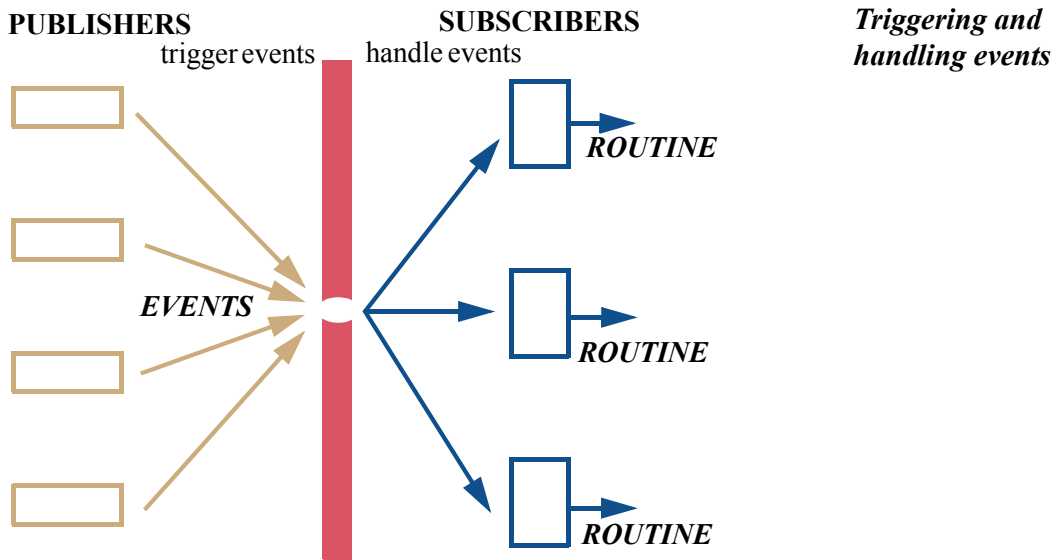 PUBLISHERS
trigger events
SUBSCRIBERS
handle events
Triggering and
handling events
ROUTINE
EVENTS
ROUTINE
ROUTINE